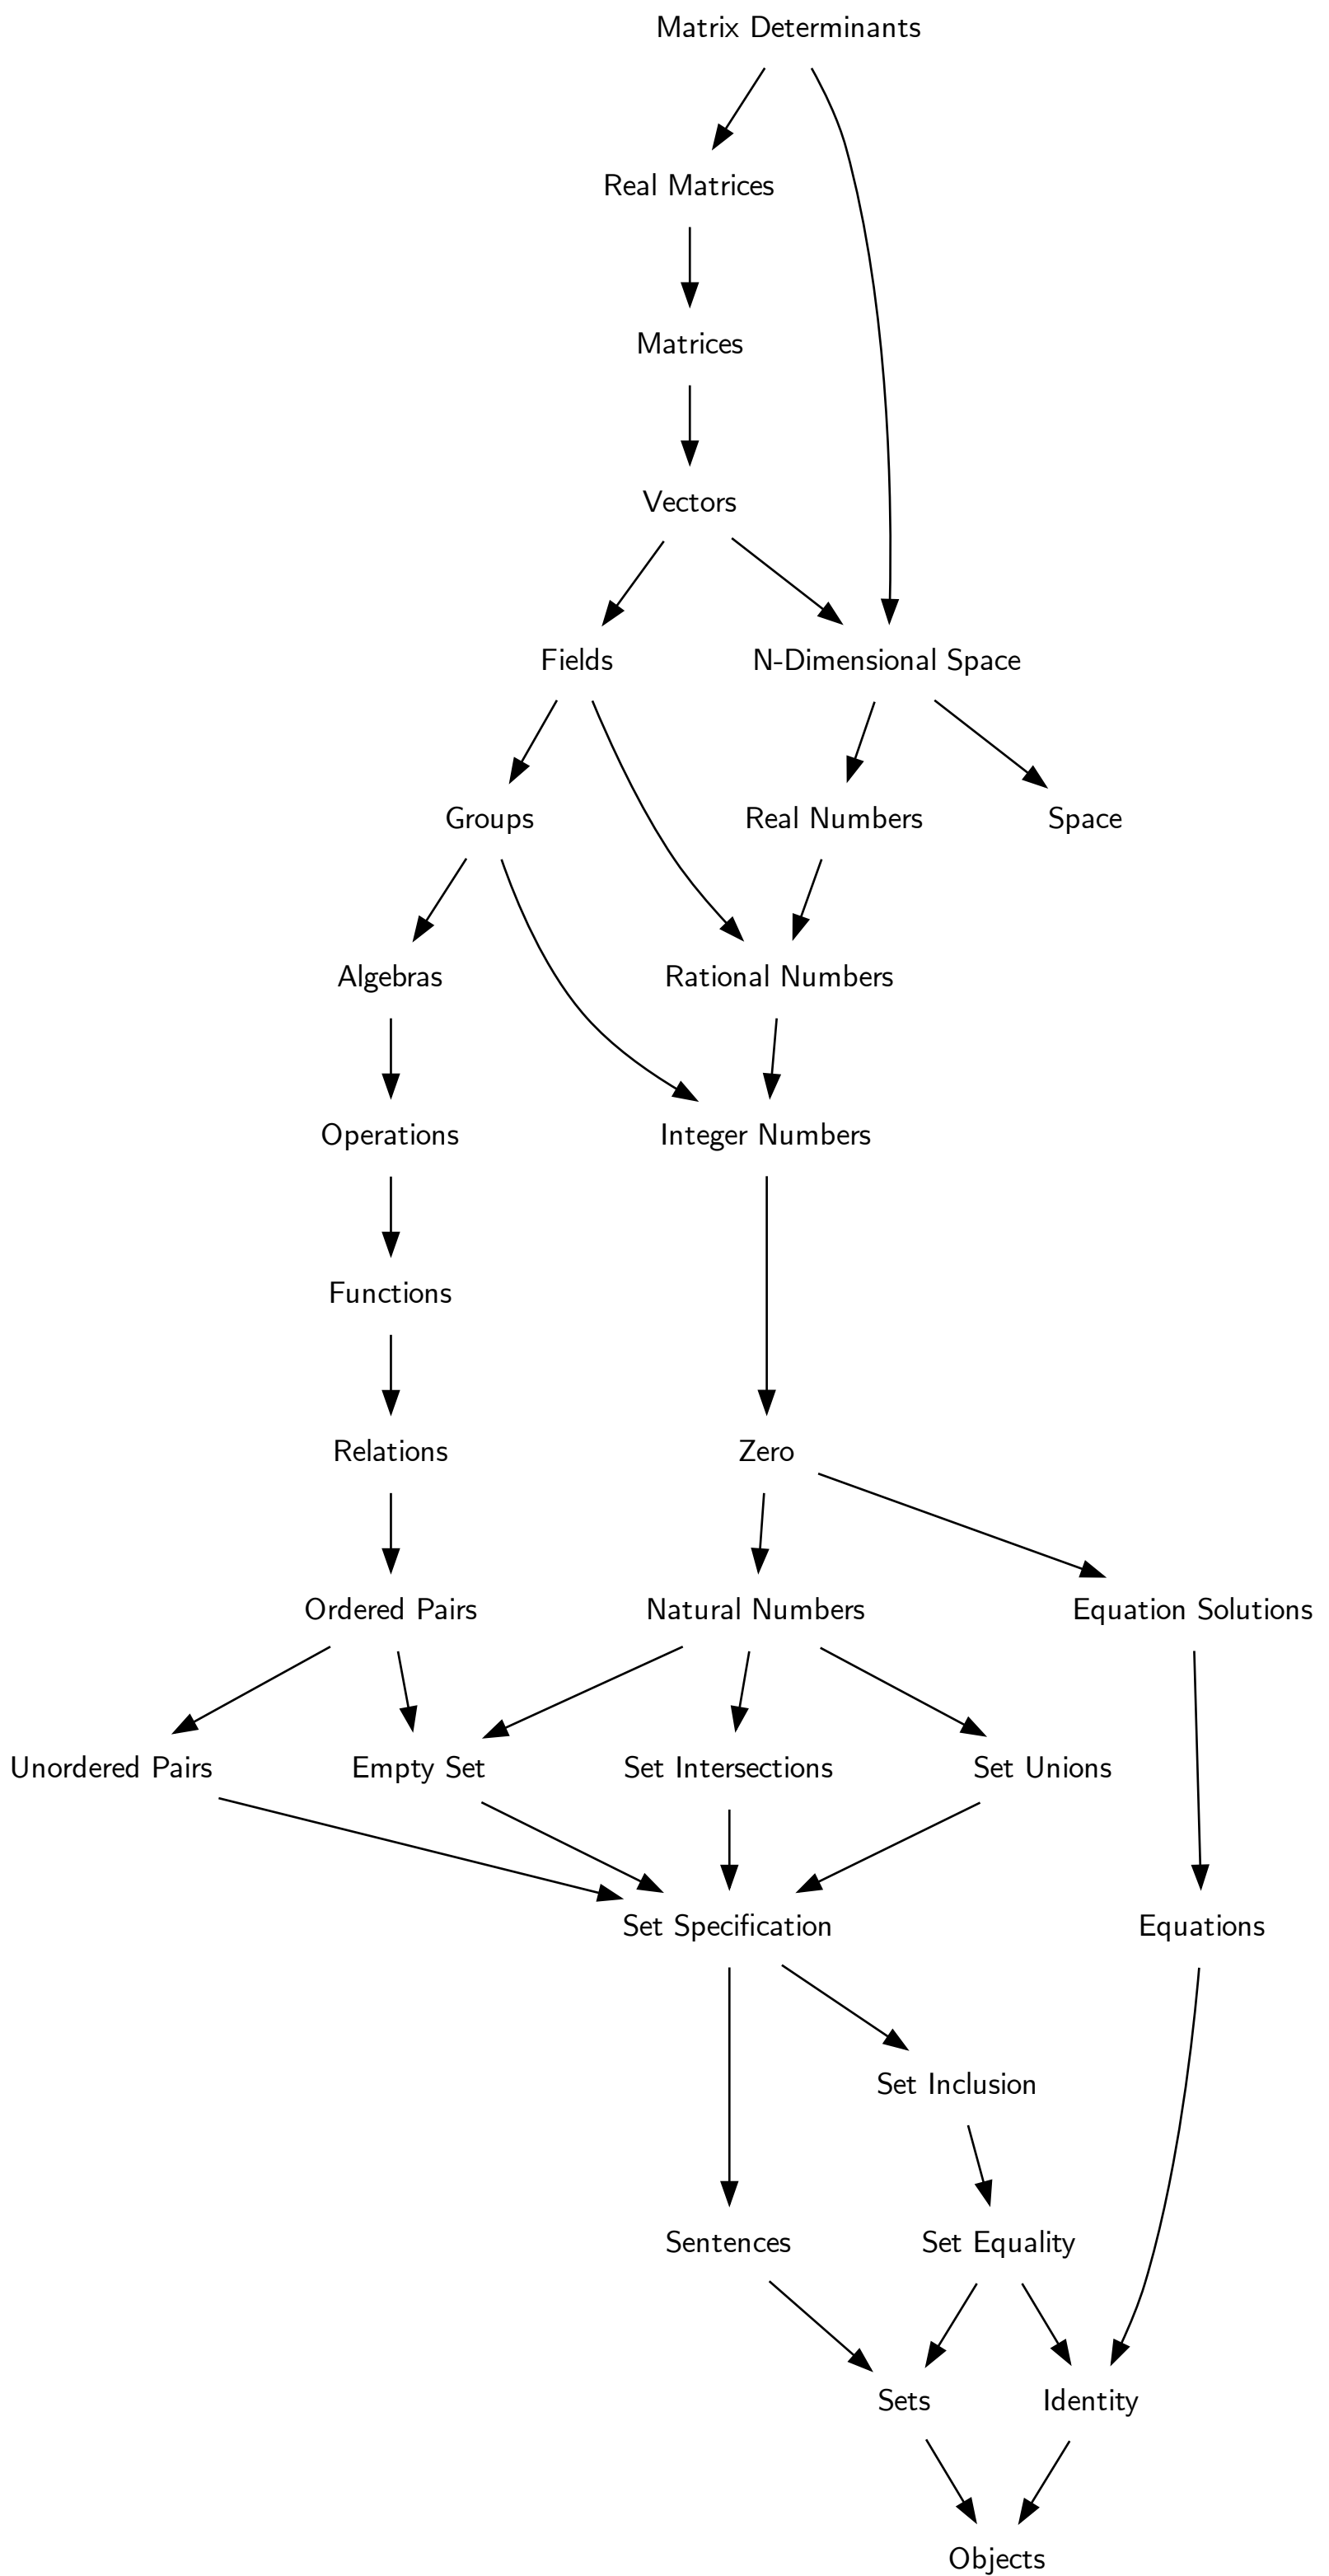 Matrix Determinants
Real Matrices
Matrices
Vectors
Fields
N-Dimensional Space
Groups
Real Numbers
Space
Algebras
Rational Numbers
Operations
Integer Numbers
Functions
Relations
Zero
Ordered Pairs
Natural Numbers
Equation Solutions
Unordered Pairs
Empty Set
Set Intersections
Set Unions
Set Specification
Equations
Set Inclusion
Sentences
Set Equality
Sets
Identity
Objects